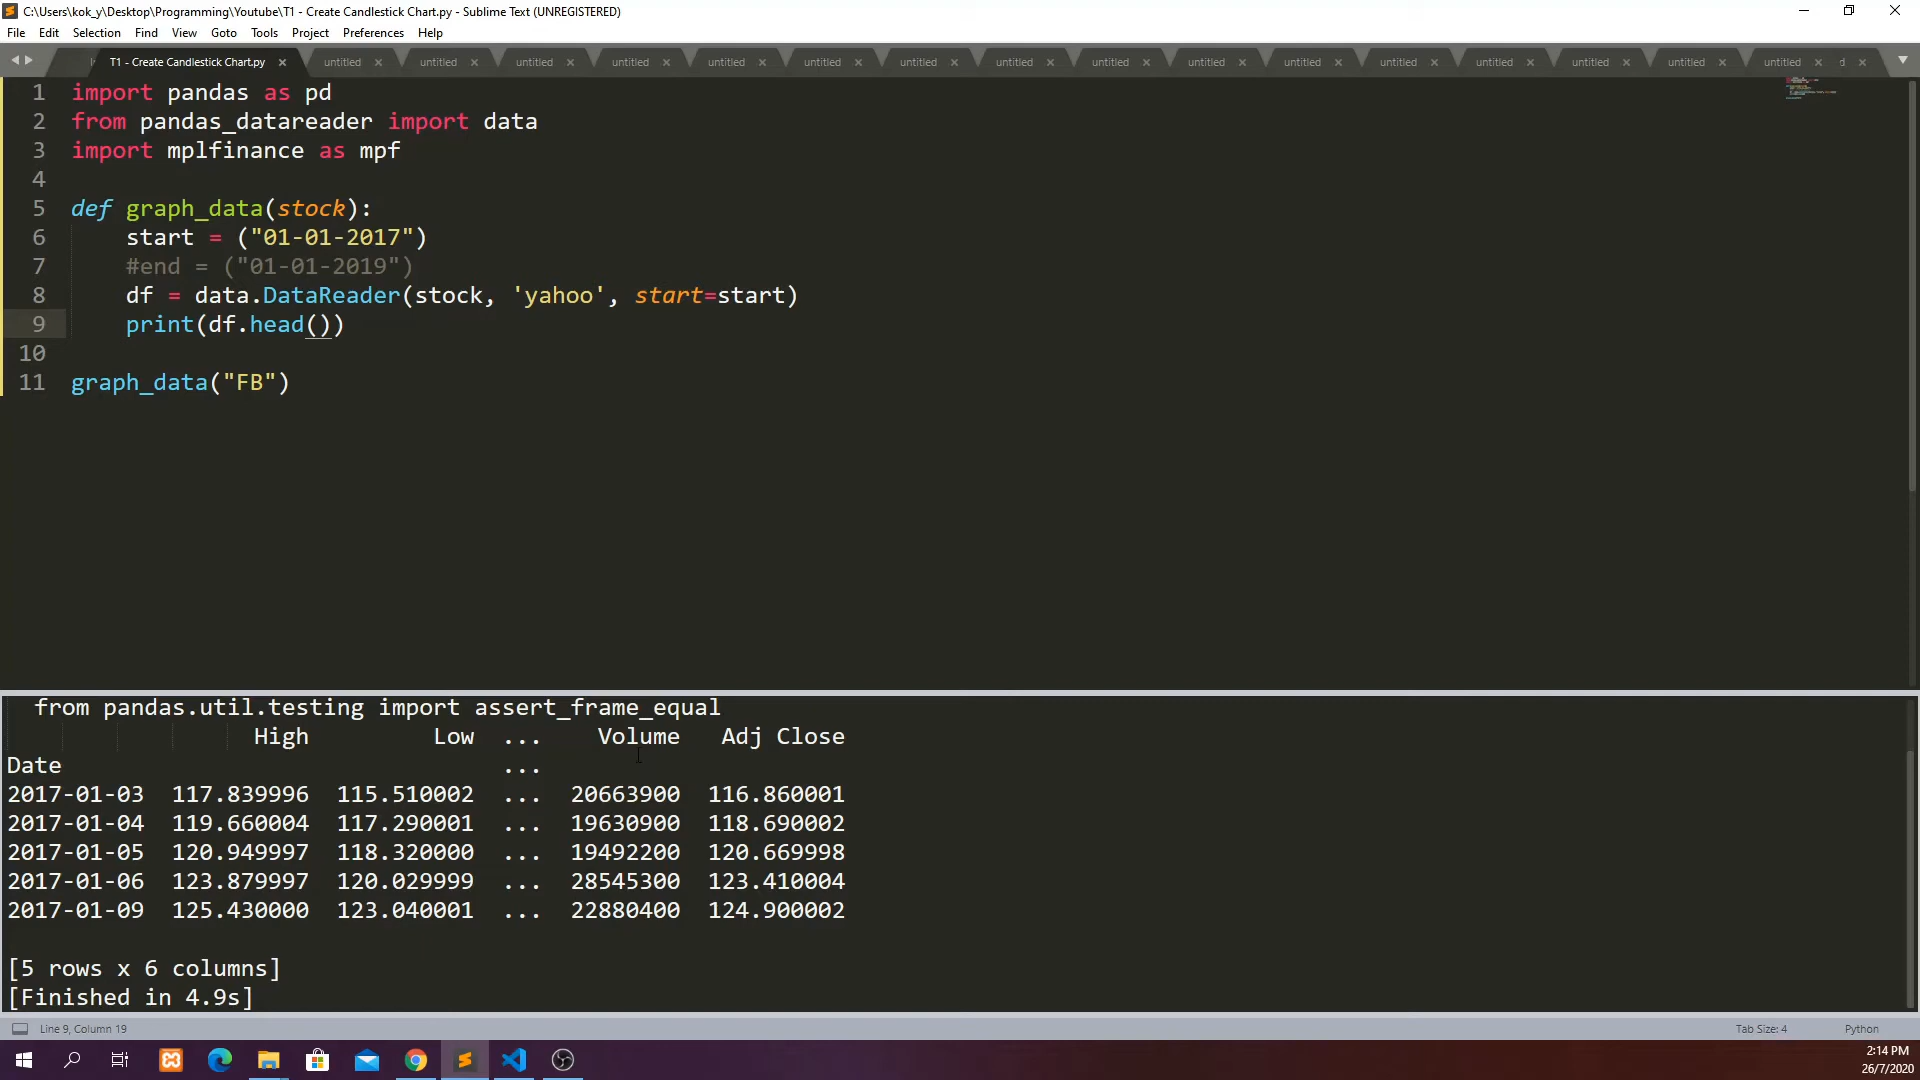 C:\Users\kok_y\Desktop\Programming\Youtube\T1 - Create Candlestick Chart.py - Sublime Text (UNREGISTERED)
File Edit Selection Find View Goto Tools Project Preferences Help
T1 - Create Candlestick Chart.py untitled untitled untitled untitled untitled untitled untitled untitled untitled untitled untitled untitled untitled untitled untitled untitled d
1 import pandas as pd
2 from pandas_datareader import data
3 import mplfinance as mpf
4
5 def graph_data(stock):
6 start = ("01-01-2017")
7 #end = ("01-01-2019")
8 df = data.DataReader(stock, 'yahoo', start=start)
9 print(df.head())
10
11 graph_data("FB")
from pandas.util.testing import assert_frame_equal
High Low ... Volume Adj Close
Date ...
2017-01-03 117.839996 115.510002 ... 20663900 116.860001
2017-01-04 119.660004 117.290001 ... 19630900 118.690002
2017-01-05 120.949997 118.320000 ... 19492200 120.669998
2017-01-06 123.879997 120.029999 ... 28545300 123.410004
2017-01-09 125.430000 123.040001 ... 22880400 124.900002
[5 rows x 6 columns]
[Finished in 4.9s]
Line 9, Column 19 Tab Size: 4 Python
2:14 PM
26/7/2020